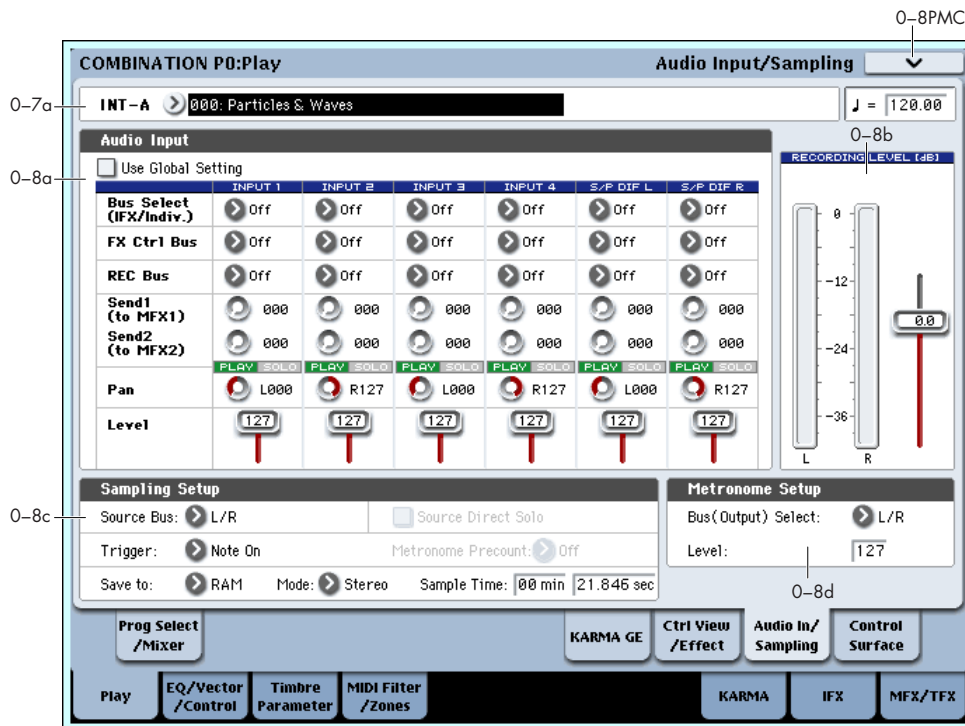 0–8PMC
COMBINATION P0:Play
Audio Input/Sampling
0–7a
INT–A
000: Particles & Waves
♩ = 120.00
0–8b
Audio Input
RECORDING LEVEL [dB]
0–8a
Use Global Setting
INPUT 1 INPUT 2 INPUT 3 INPUT 4 S/P DIF L S/P DIF R
Bus Select
(IFX/Indiv.)
Off Off Off Off Off Off
FX Ctrl Bus Off Off Off Off Off Off
REC Bus Off Off Off Off Off Off
Send1
(to MFX1)
000 000 000 000 000 000
Send2
(to MFX2)
000 000 000 000 000 000
PLAY SOLO PLAY SOLO PLAY SOLO PLAY SOLO PLAY SOLO PLAY SOLO
Pan L000 R127 L000 R127 L000 R127
Level 127 127 127 127 127 127
0
–12
–24
–36
0.0
L R
Sampling Setup
0–8c
Source Bus: L/R
Source Direct Solo
Trigger: Note On
Metronome Precount: Off
Save to: RAM Mode: Stereo Sample Time: 00 min 21.846 sec
Metronome Setup
Bus(Output) Select: L/R
Level: 127
0–8d
Prog Select
/Mixer
KARMA GE
Ctrl View
/Effect
Audio In/
Sampling
Control
Surface
Play
EQ/Vector
/Control
Timbre
Parameter
MIDI Filter
/Zones
KARMA
IFX
MFX/TFX